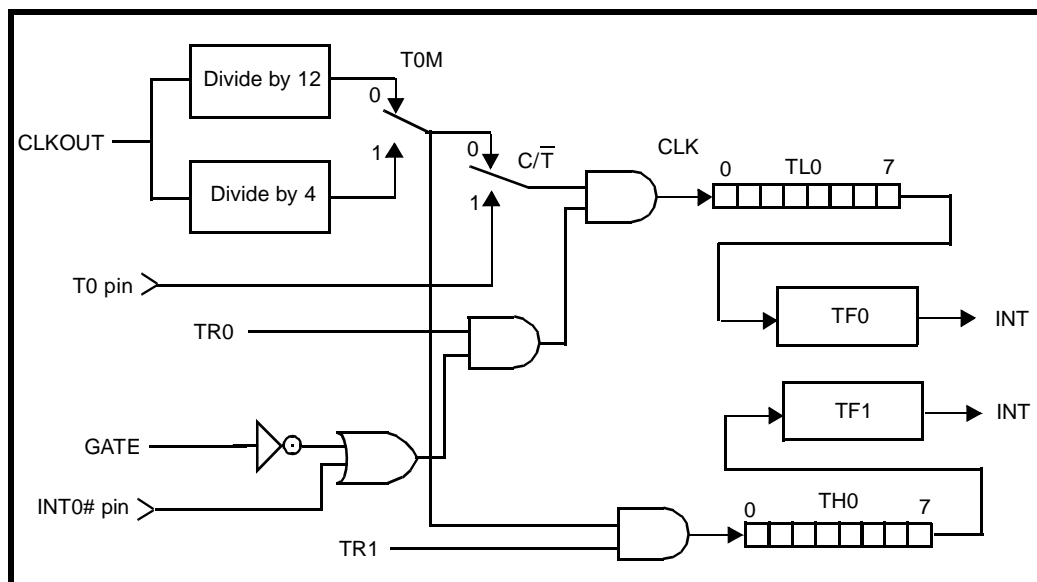 T0M
Divide by 12
0
CLKOUT
1
0
C/T̅
CLK
0
TL0
7
Divide by 4
1
T0 pin
TR0
TF0
INT
TF1
INT
GATE
INT0# pin
0
TH0
7
TR1